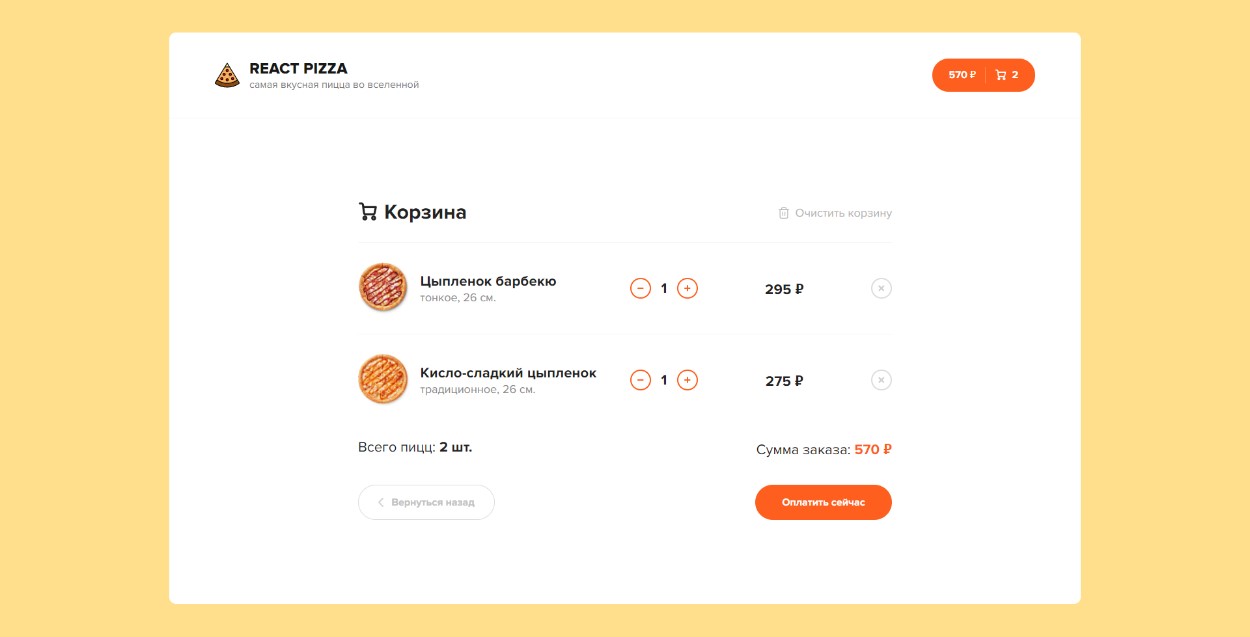 REACT PIZZA
самая вкусная пицца во вселенной
570 ₽ 2
Корзина
Очистить корзину
Цыпленок барбекю
тонкое, 26 см.
1
295 ₽
Кисло-сладкий цыпленок
традиционное, 26 см.
1
275 ₽
Всего пицц: 2 шт.
Сумма заказа: 570 ₽
Вернуться назад
Оплатить сейчас